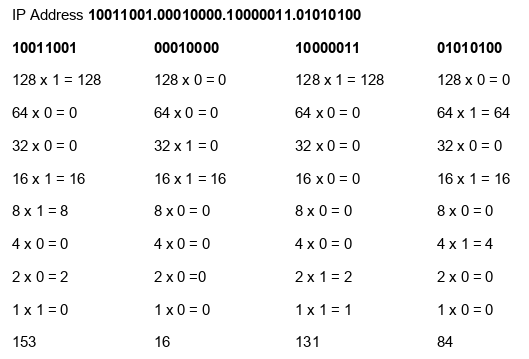 IP Address 10011001.00010000.10000011.01010100
10011001 00010000 10000011 01010100
128 x 1 = 128 128 x 0 = 0 128 x 1 = 128 128 x 0 = 0
64 x 0 = 0 64 x 0 = 0 64 x 0 = 0 64 x 1 = 64
32 x 0 = 0 32 x 1 = 0 32 x 0 = 0 32 x 0 = 0
16 x 1 = 16 16 x 1 = 16 16 x 0 = 0 16 x 1 = 16
8 x 1 = 8 8 x 0 = 0 8 x 0 = 0 8 x 0 = 0
4 x 0 = 0 4 x 0 = 0 4 x 0 = 0 4 x 1 = 4
2 x 0 = 2 2 x 0 =0 2 x 1 = 2 2 x 0 = 0
1 x 1 = 0 1 x 0 = 0 1 x 1 = 1 1 x 0 = 0
153 16 131 84